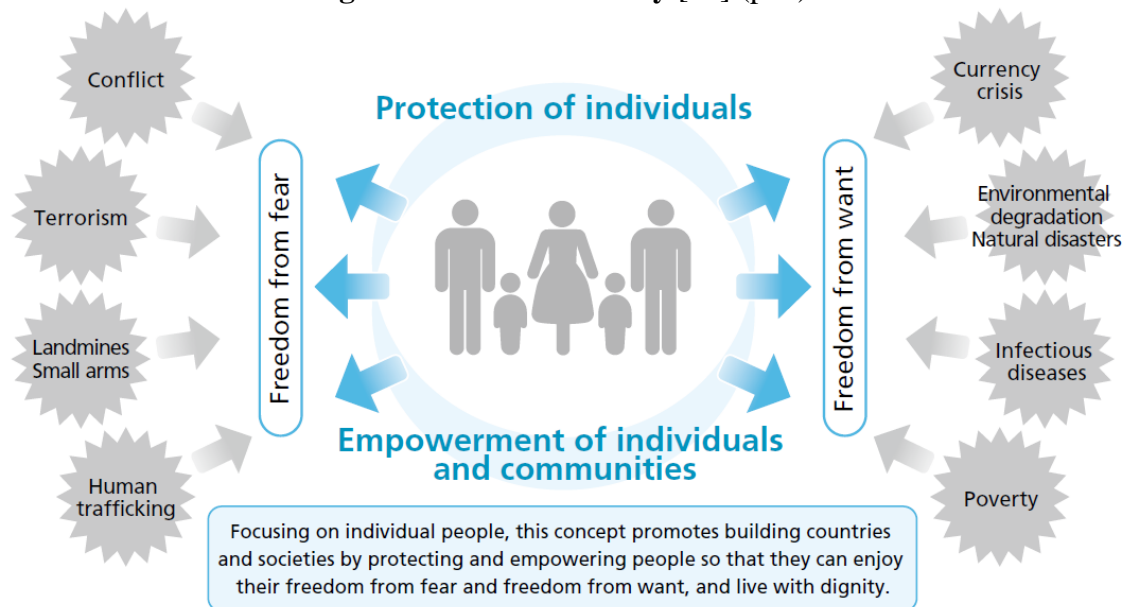 Conflict
Terrorism
Landmines
Small arms
Human
trafficking
Freedom from fear
Protection of individuals
Empowerment of individuals
and communities
Freedom from want
Currency
crisis
Environmental
degradation
Natural disasters
Infectious
diseases
Poverty
Focusing on individual people, this concept promotes building countries
and societies by protecting and empowering people so that they can enjoy
their freedom from fear and freedom from want, and live with dignity.